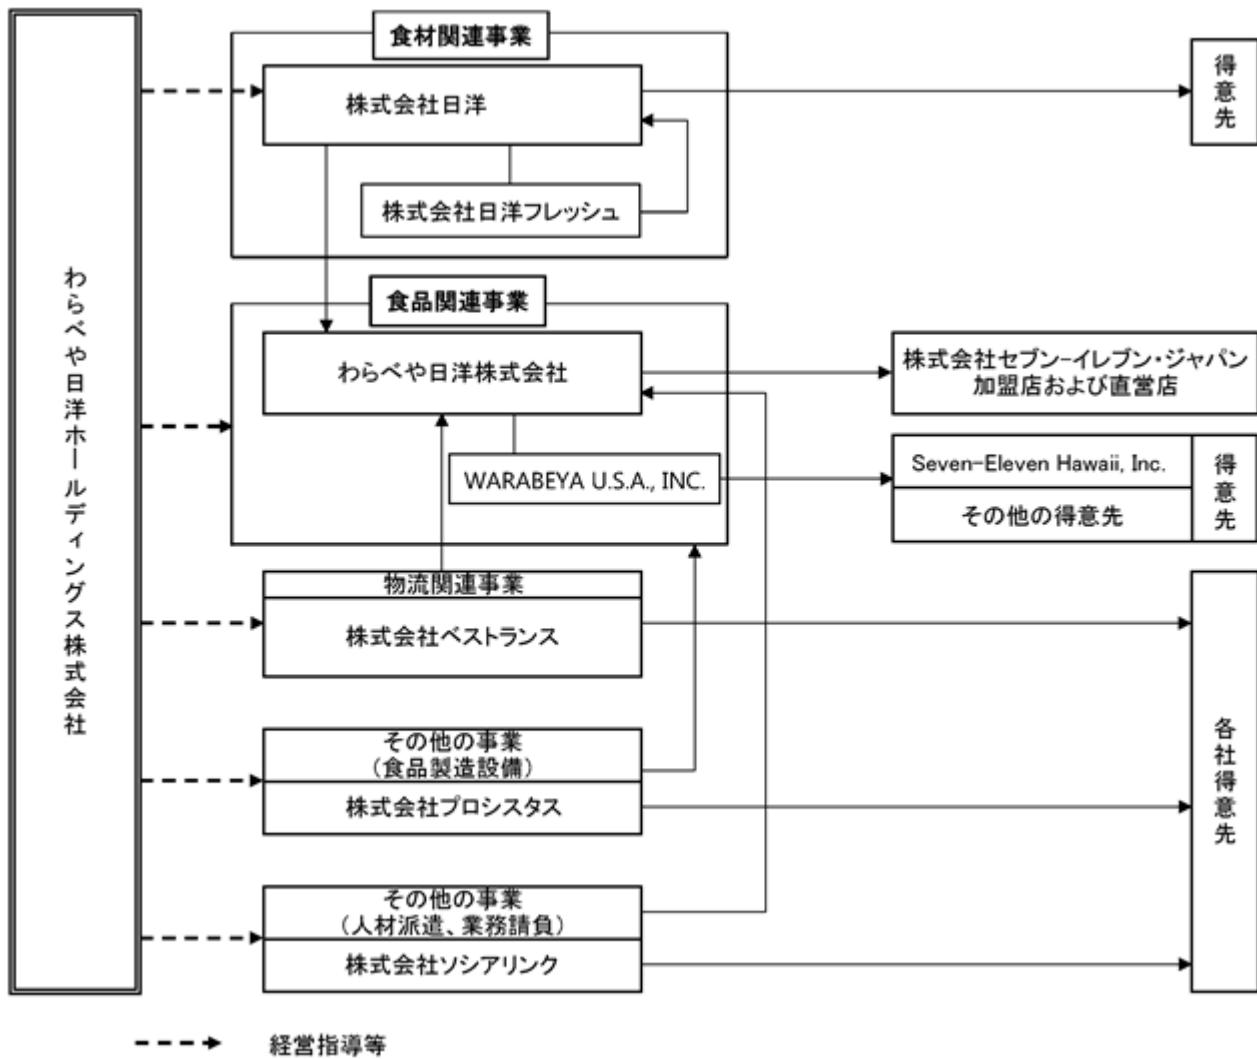 わらべや日洋ホールディングス株式会社
食材関連事業
株式会社日洋
株式会社日洋フレッシュ
得意先
食品関連事業
わらべや日洋株式会社
WARABEYA U.S.A., INC.
株式会社セブン-イレブン・ジャパン
加盟店および直営店
Seven-Eleven Hawaii, Inc.
その他の得意先
得意先
物流関連事業
株式会社ベストランス
その他の事業
（食品製造設備）
株式会社プロシスタス
その他の事業
（人材派遣、業務請負）
株式会社ソシアリンク
各社得意先
経営指導等